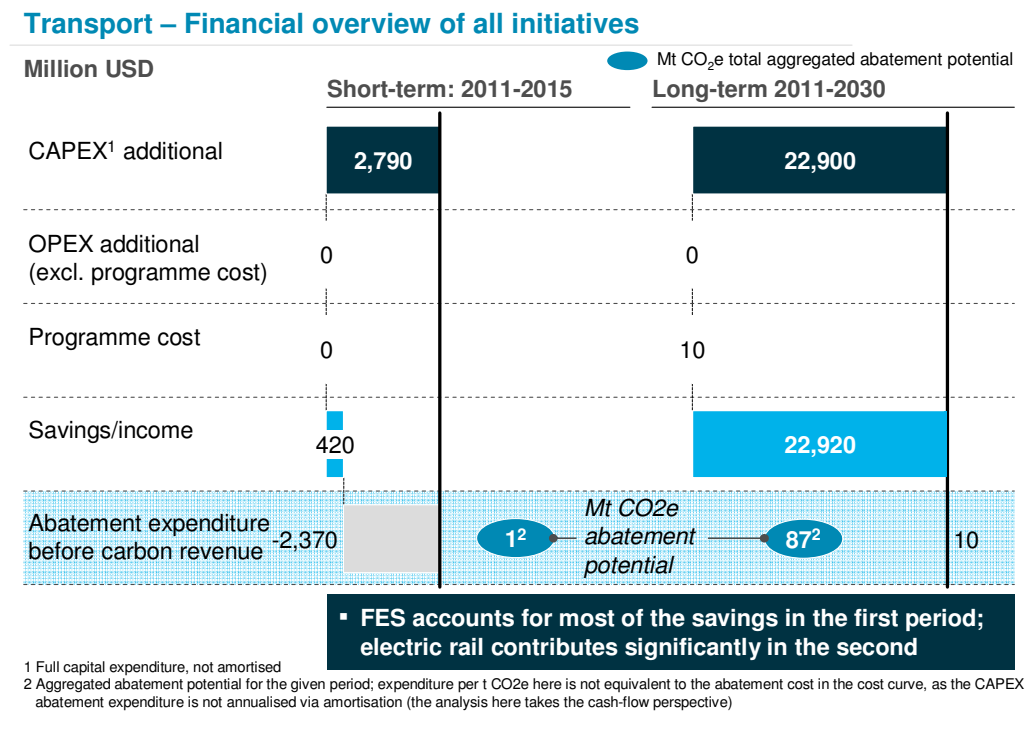 Transport – Financial overview of all initiatives
Million USD
Mt CO₂e total aggregated abatement potential
Short-term: 2011-2015
Long-term 2011-2030
CAPEX¹ additional
2,790
22,900
OPEX additional
(excl. programme cost)
0
0
Programme cost
0
10
Savings/income
420
22,920
Abatement expenditure
before carbon revenue
-2,370
1²
Mt CO2e
abatement
potential
87²
10
▪ FES accounts for most of the savings in the first period;
electric rail contributes significantly in the second
1 Full capital expenditure, not amortised
2 Aggregated abatement potential for the given period; expenditure per t CO2e here is not equivalent to the abatement cost in the cost curve, as the CAPEX
abatement expenditure is not annualised via amortisation (the analysis here takes the cash-flow perspective)